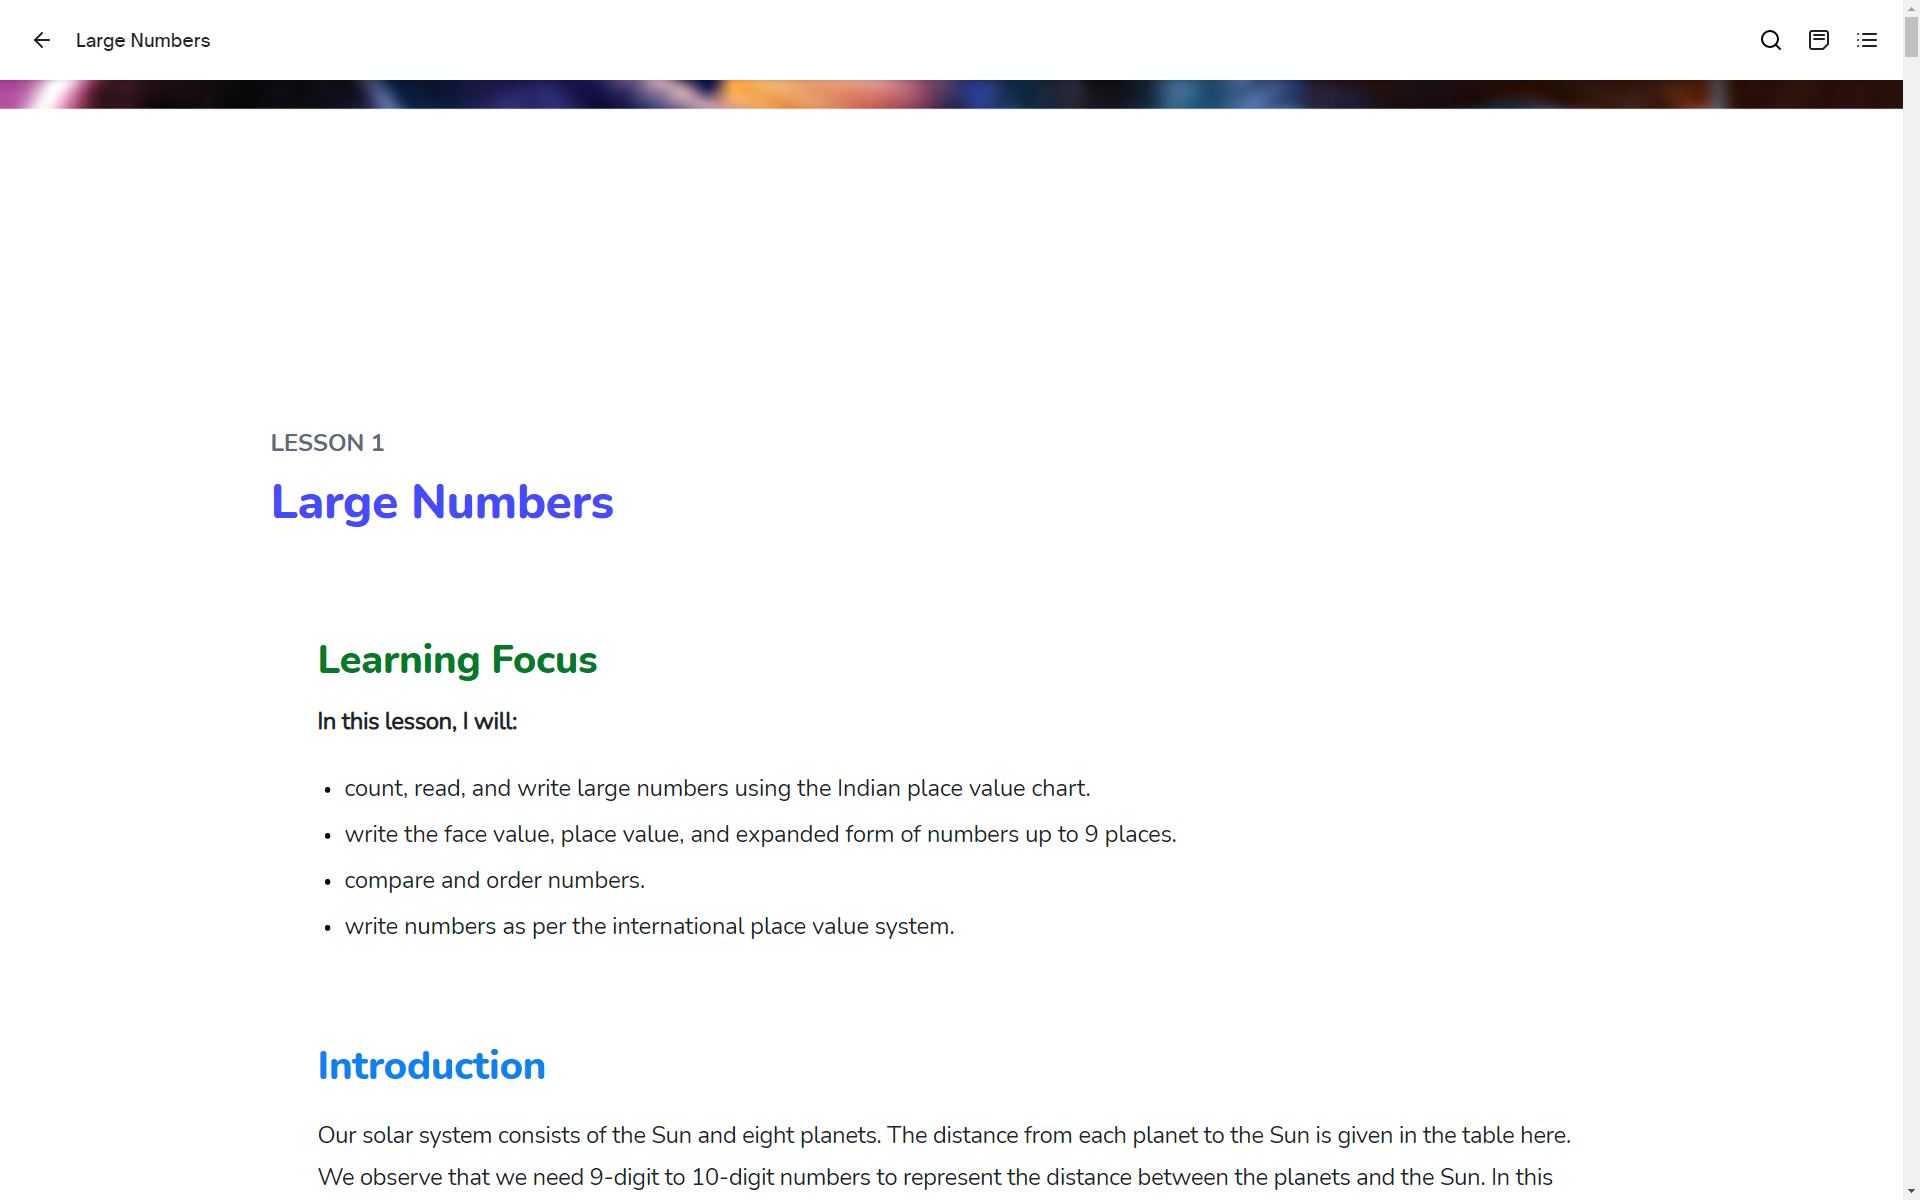 Large Numbers
LESSON 1
Large Numbers
Learning Focus
In this lesson, I will:
• count, read, and write large numbers using the Indian place value chart.
• write the face value, place value, and expanded form of numbers up to 9 places.
• compare and order numbers.
• write numbers as per the international place value system.
Introduction
Our solar system consists of the Sun and eight planets. The distance from each planet to the Sun is given in the table here.
We observe that we need 9-digit to 10-digit numbers to represent the distance between the planets and the Sun. In this